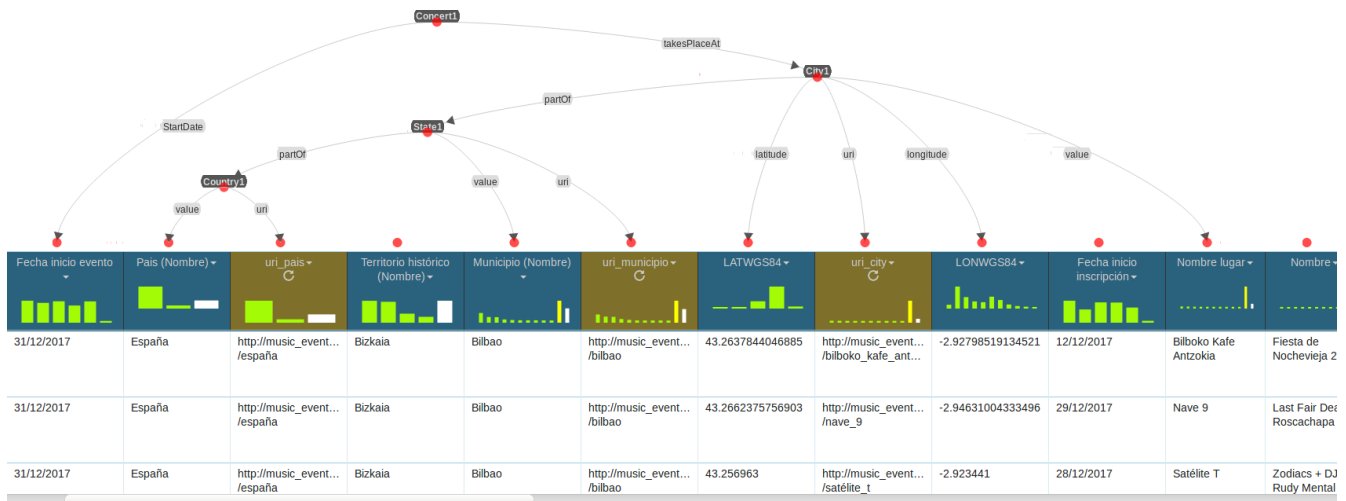 Concert1
takesPlaceAt
City1
partOf
StartDate
State1
partOf
latitude
uri
longitude
value
Country1
value
uri
value
uri
Fecha inicio evento
Pais (Nombre)
uri_pais
Territorio histórico
(Nombre)
Municipio (Nombre)
uri_municipio
LATWGS84
uri_city
LONWGS84
Fecha inicio
inscripción
Nombre lugar
Nombre
31/12/2017
España
http://music_event…
/españa
Bizkaia
Bilbao
http://music_event…
/bilbao
43.2637844046885
http://music_event…
/bilboko_kafe_ant…
-2.92798519134521
12/12/2017
Bilboko Kafe
Antzokia
Fiesta de
Nochevieja 2
31/12/2017
España
http://music_event…
/españa
Bizkaia
Bilbao
http://music_event…
/bilbao
43.2662375756903
http://music_event…
/nave_9
-2.94631004333496
29/12/2017
Nave 9
Last Fair Dea
Roscachapa
31/12/2017
España
http://music_event…
/españa
Bizkaia
Bilbao
http://music_event…
/bilbao
43.256963
http://music_event…
/satélite_t
-2.923441
28/12/2017
Satélite T
Zodiacs + DJ
Rudy Mental